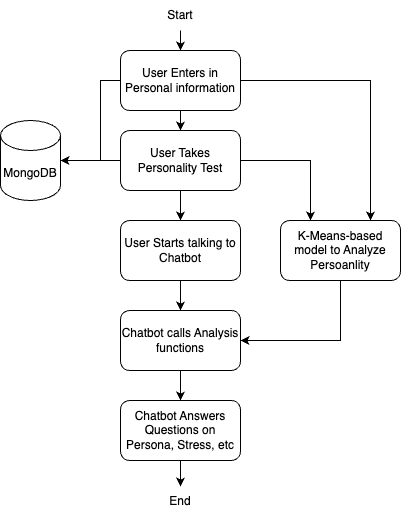 Start
User Enters in
Personal information
User Takes
Personality Test
MongoDB
User Starts talking to
Chatbot
K-Means-based
model to Analyze
Persoanlity
Chatbot calls Analysis
functions
Chatbot Answers
Questions on
Persona, Stress, etc
End